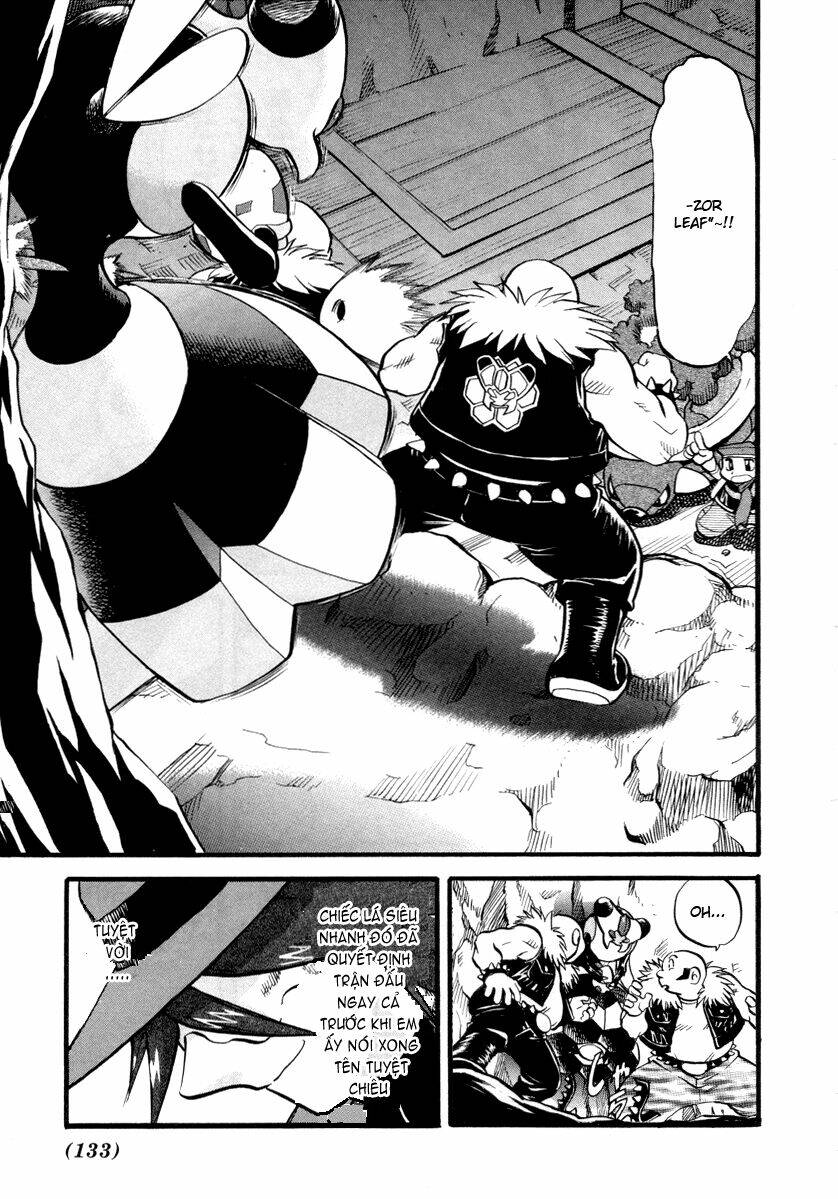 -ZOR
LEAF"~!!
OH...
CHIẾC LÁ SIÊU
NHANH ĐÓ ĐÃ
QUYẾT ĐỊNH
TRẬN ĐẤU
NGAY CẢ
TRƯỚC KHI EM
ẤY NÓI XONG
TÊN TUYỆT
CHIÊU
TUYỆT
VỜI
.....
(133)